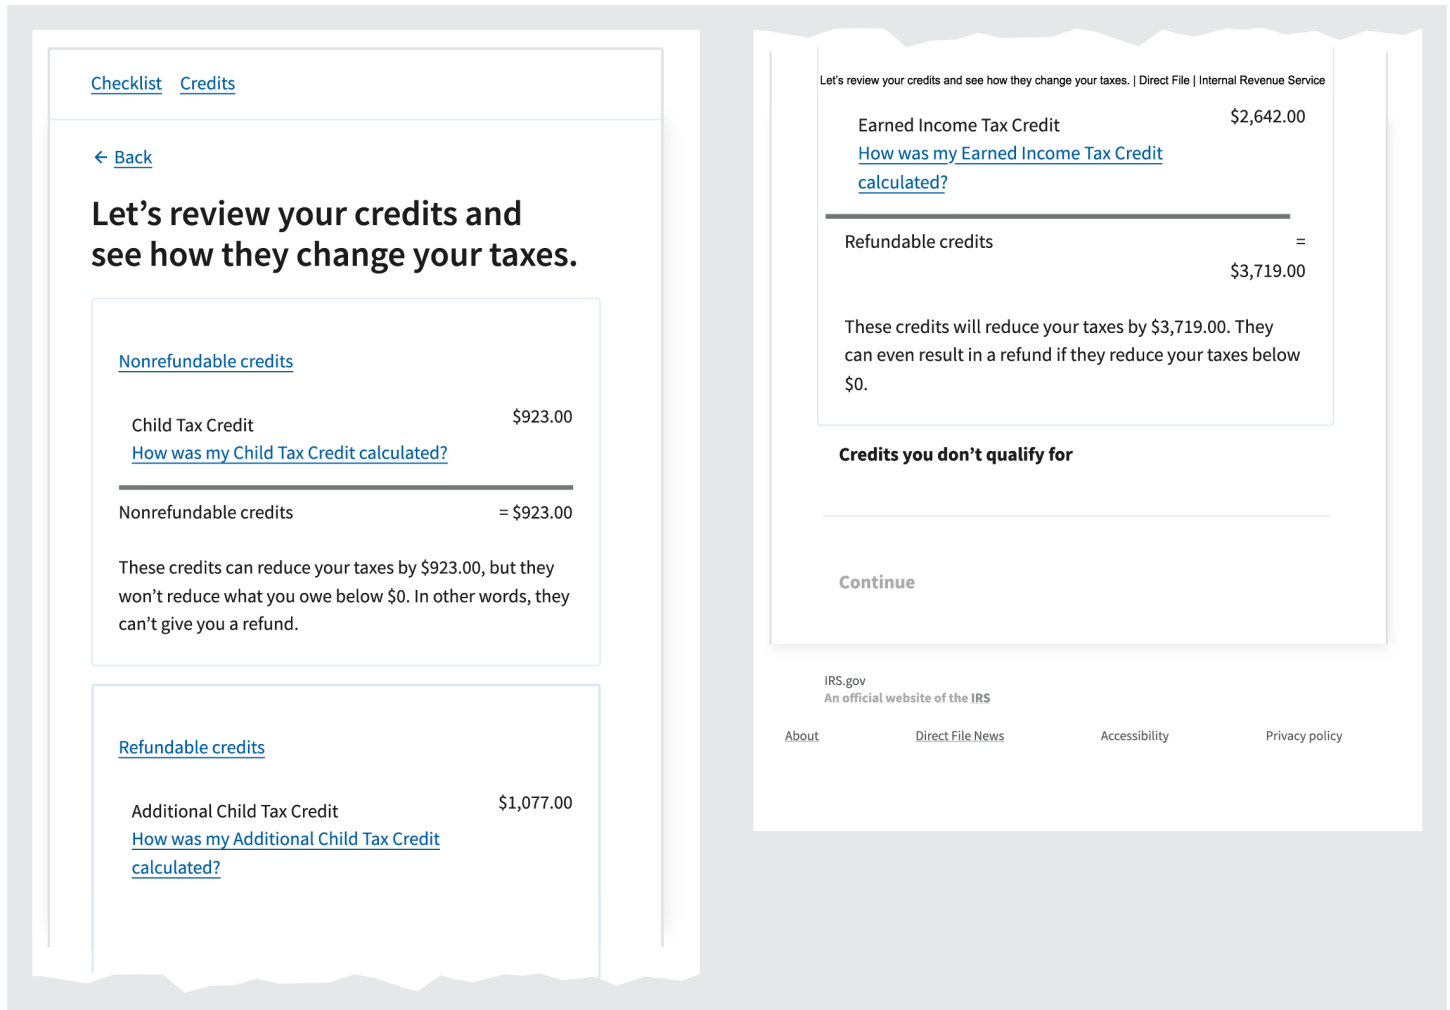 Checklist Credits
← Back
Let’s review your credits and
see how they change your taxes.
Nonrefundable credits
Child Tax Credit $923.00
How was my Child Tax Credit calculated?
Nonrefundable credits = $923.00
These credits can reduce your taxes by $923.00, but they
won’t reduce what you owe below $0. In other words, they
can’t give you a refund.
Refundable credits
Additional Child Tax Credit $1,077.00
How was my Additional Child Tax Credit
calculated?
Let’s review your credits and see how they change your taxes. | Direct File | Internal Revenue Service
Earned Income Tax Credit $2,642.00
How was my Earned Income Tax Credit
calculated?
Refundable credits =
$3,719.00
These credits will reduce your taxes by $3,719.00. They
can even result in a refund if they reduce your taxes below
$0.
Credits you don’t qualify for
Continue
IRS.gov
An official website of the IRS
About Direct File News Accessibility Privacy policy